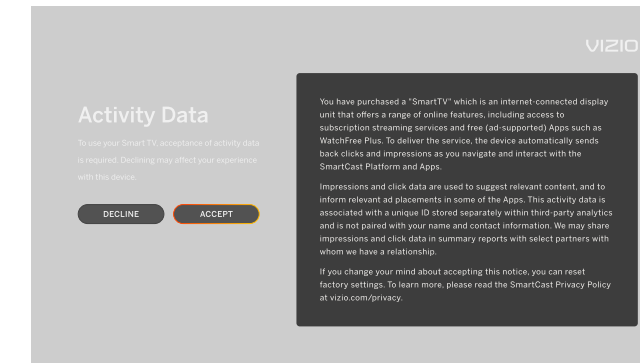 VIZIO
Activity Data
To use your Smart TV, acceptance of activity data
is required. Declining may affect your experience
with this device.
DECLINE
ACCEPT
You have purchased a "SmartTV" which is an internet-connected display
unit that offers a range of online features, including access to
subscription streaming services and free (ad-supported) Apps such as
WatchFree Plus. To deliver the service, the device automatically sends
back clicks and impressions as you navigate and interact with the
SmartCast Platform and Apps.
Impressions and click data are used to suggest relevant content, and to
inform relevant ad placements in some of the Apps. This activity data is
associated with a unique ID stored separately within third-party analytics
and is not paired with your name and contact information. We may share
impressions and click data in summary reports with select partners with
whom we have a relationship.
If you change your mind about accepting this notice, you can reset
factory settings. To learn more, please read the SmartCast Privacy Policy
at vizio.com/privacy.